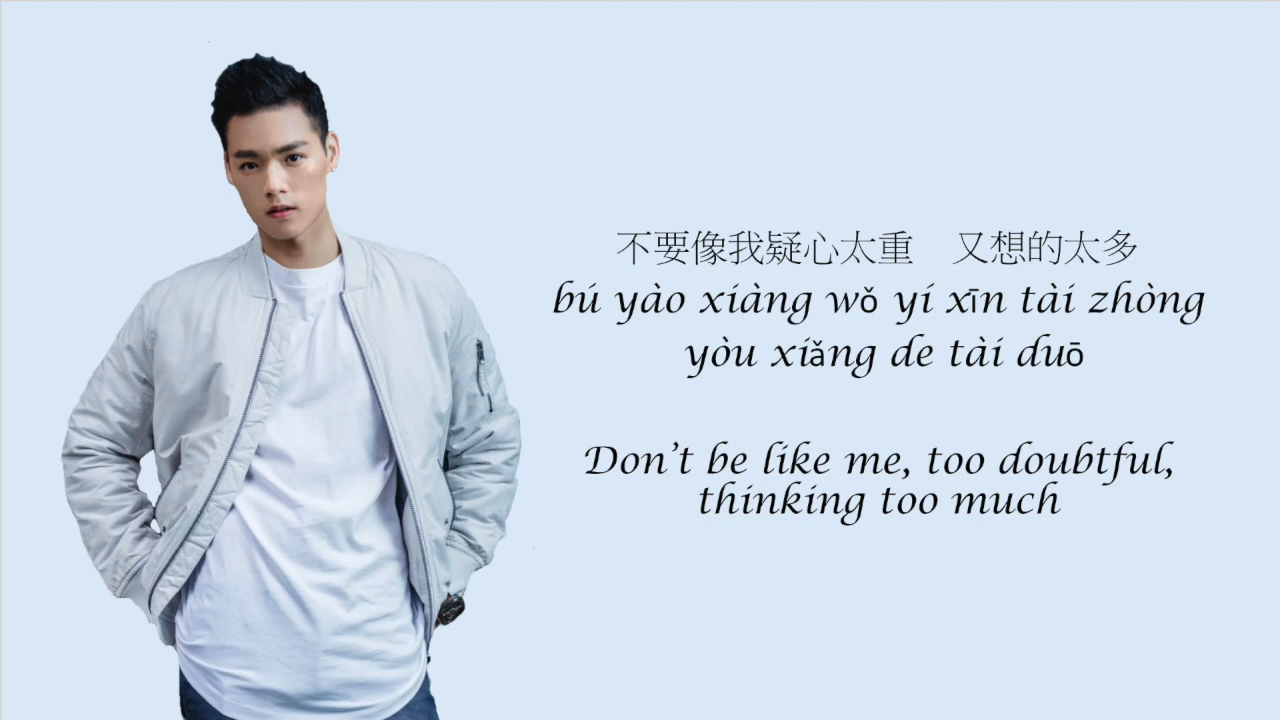 不要像我疑心太重　又想的太多
bú yào xiàng wǒ yí xīn tài zhòng
yòu xiǎng de tài duō
Don't be like me, too doubtful,
thinking too much